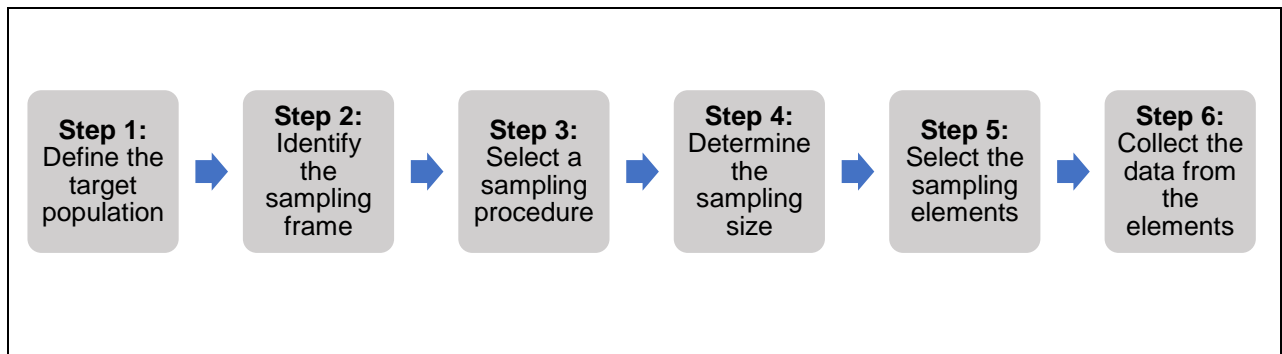 Step 1:
Define the
target
population
Step 2:
Identify
the
sampling
frame
Step 3:
Select a
sampling
procedure
Step 4:
Determine
the
sampling
size
Step 5:
Select the
sampling
elements
Step 6:
Collect the
data from
the
elements